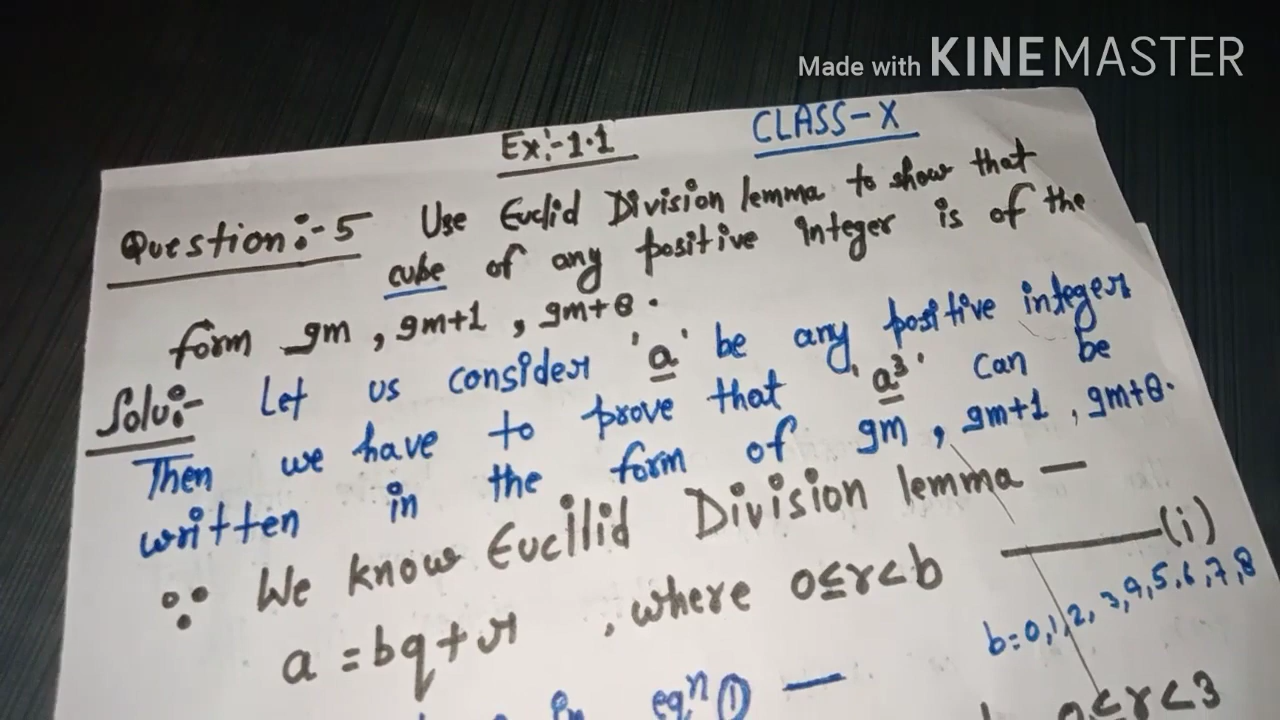 Made with KINEMASTER
Ex:-1.1 CLASS-X
Question:-5 Use Euclid Division lemma to show that
cube of any positive integer is of the
form 9m, 9m+1, 9m+8.
Solu:- Let us consider 'a' be any positive integer
Then we have to prove that 'a³' can be
written in the form of 9m, 9m+1, 9m+8.
∵ We know Eucilid Division lemma —
a = bq + r, where 0≤r<b —(i)
b=0,1,2,3,4,5,6,7,8
in eqⁿ ① — 0≤r<3